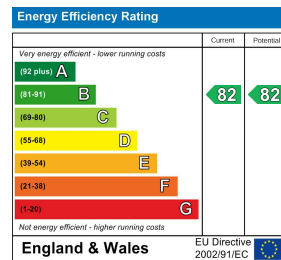 Energy Efficiency Rating
Current Potential
Very energy efficient - lower running costs
(92 plus) A
(81-91) B 82 82
(69-80) C
(55-68) D
(39-54) E
(21-38) F
(1-20) G
Not energy efficient - higher running costs
England & Wales
EU Directive
2002/91/EC